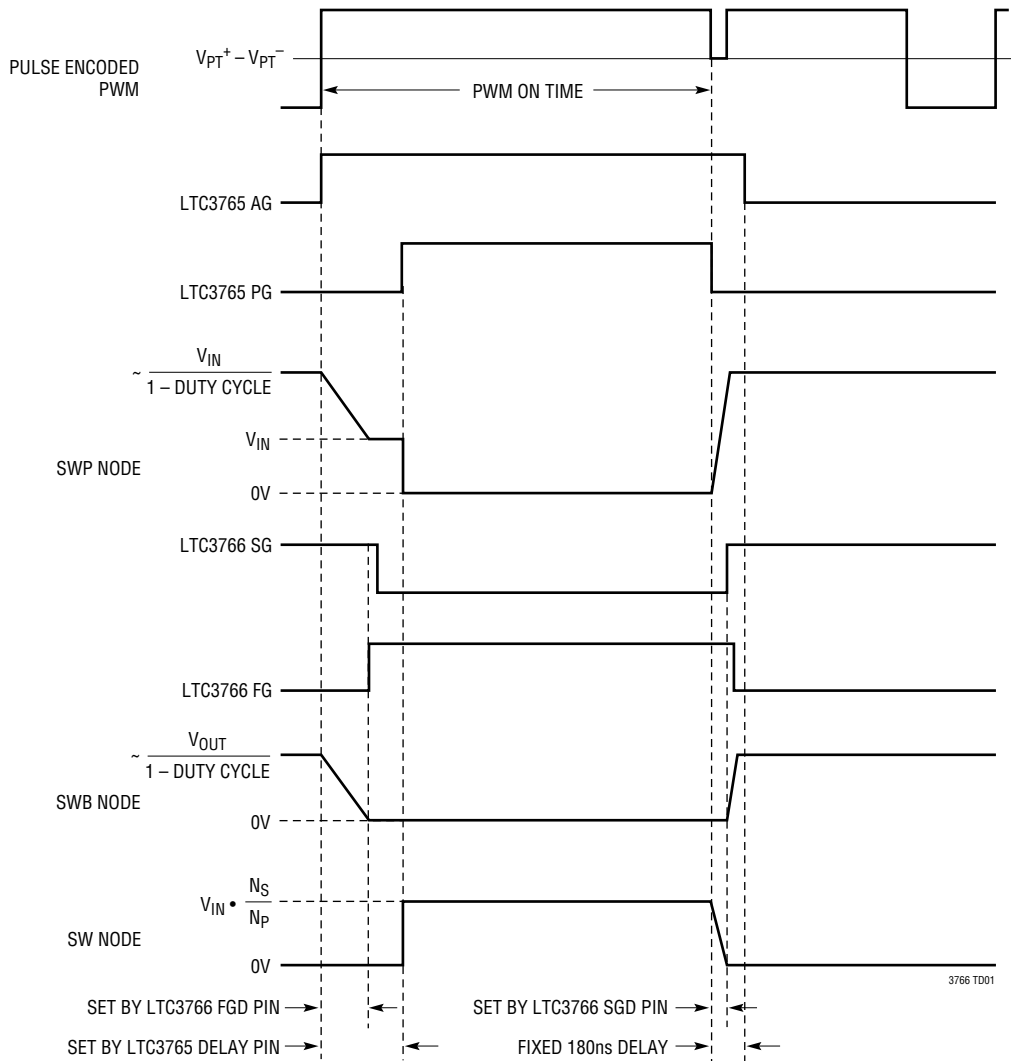 V_PT⁺ – V_PT⁻
PULSE ENCODED
PWM
PWM ON TIME
LTC3765 AG
LTC3765 PG
~ V_IN
1 – DUTY CYCLE
V_IN
SWP NODE
0V
LTC3766 SG
LTC3766 FG
~ V_OUT
1 – DUTY CYCLE
SWB NODE
0V
V_IN • N_S
N_P
SW NODE
0V
3766 TD01
SET BY LTC3766 FGD PIN
SET BY LTC3766 SGD PIN
SET BY LTC3765 DELAY PIN
FIXED 180ns DELAY